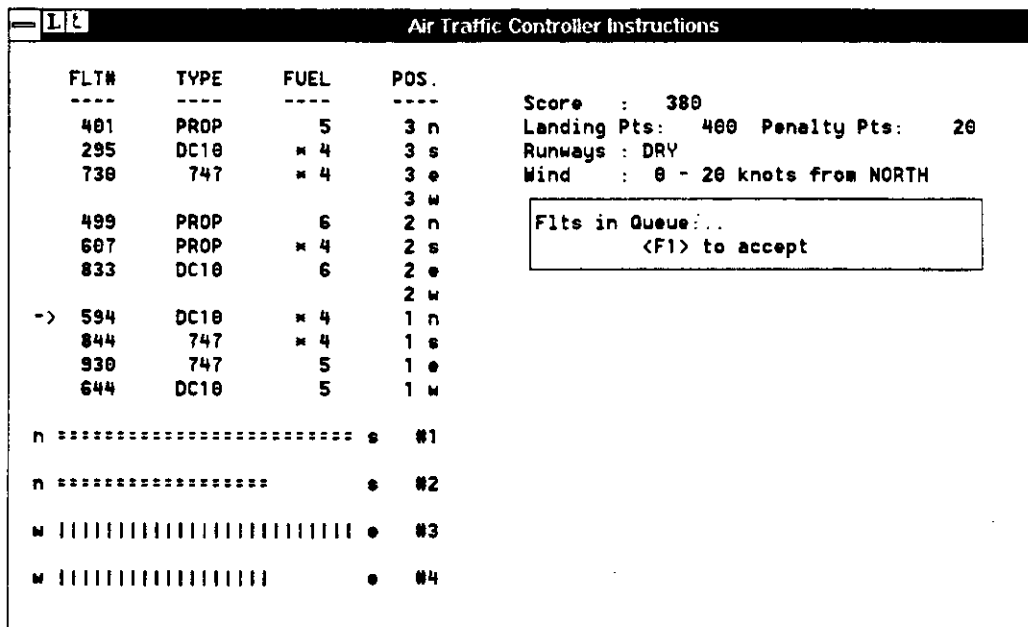 Air Traffic Controller Instructions
FLT# TYPE FUEL POS.
---- ---- ---- ----
401 PROP 5 3 n
295 DC10 * 4 3 s
730 747 * 4 3 e
3 w
499 PROP 6 2 n
607 PROP * 4 2 s
833 DC10 6 2 e
2 w
-> 594 DC10 * 4 1 n
844 747 * 4 1 s
930 747 5 1 e
644 DC10 5 1 w
n ========================= s #1
n ================== s #2
w ||||||||||||||||||||||||| e #3
w |||||||||||||||||| e #4
Score : 380
Landing Pts: 400 Penalty Pts: 20
Runways : DRY
Wind : 0 - 20 knots from NORTH
Flts in Queue:..
<F1> to accept